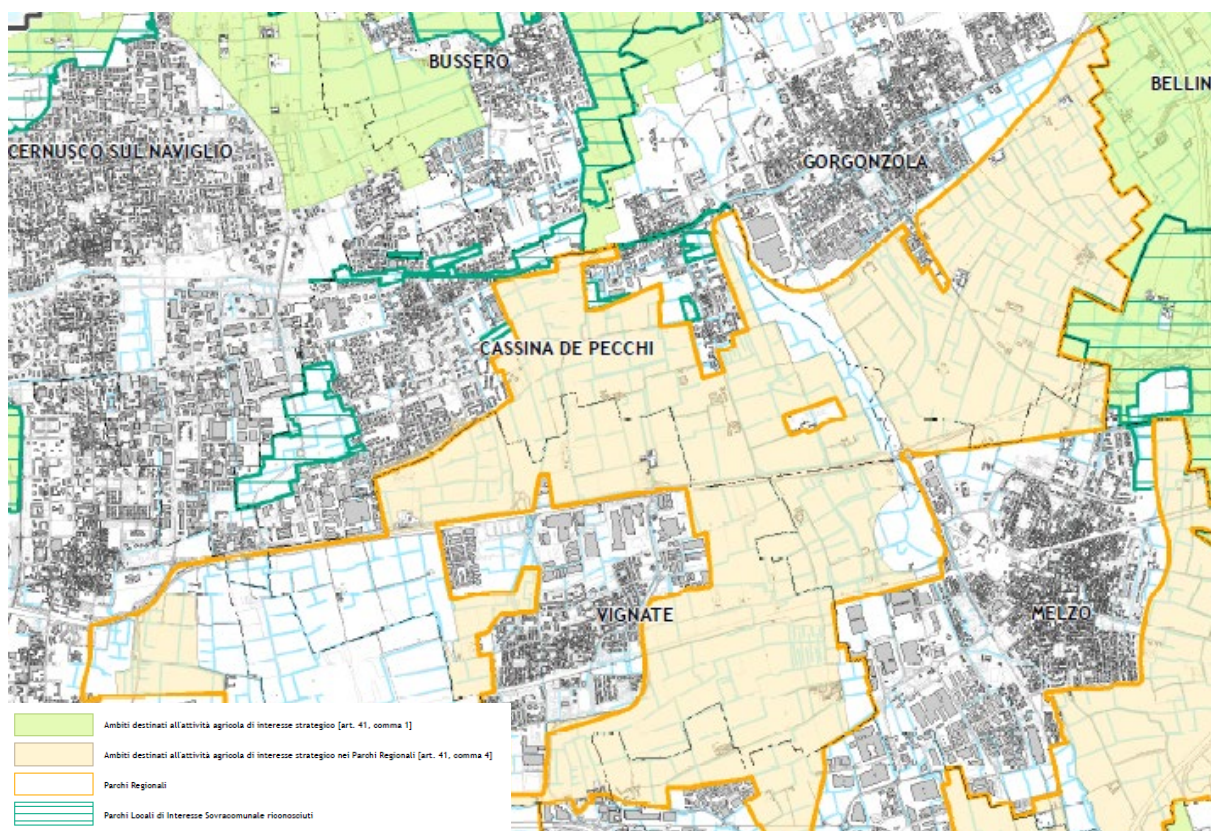 BUSSERO
BELLIN
CERNUSCO SUL NAVIGLIO
GORGONZOLA
CASSINA DE PECCHI
VIGNATE
MELZO
Ambiti destinati all'attività agricola di interesse strategico [art. 41, comma 1]
Ambiti destinati all'attività agricola di interesse strategico nei Parchi Regionali [art. 41, comma 4]
Parchi Regionali
Parchi Locali di Interesse Sovracomunale riconosciuti